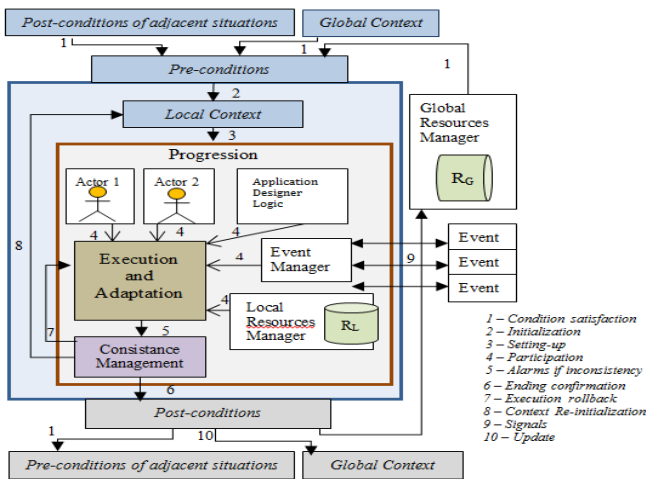 Post-conditions of adjacent situations
Global Context
1
1
1
Pre-conditions
2
Local Context
3
Global
Resources
Manager
RG
Progression
Actor 1
Actor 2
Application
Designer
Logic
4
4
4
8
Execution
and
Adaptation
4
Event
Manager
9
Event
Event
Event
4
Local
Resources
Manager
RL
7
5
Consistance
Management
6
Post-conditions
1
10
Pre-conditions of adjacent situations
Global Context
1 – Condition satisfaction
2 – Initialization
3 – Setting-up
4 – Participation
5 – Alarms if inconsistency
6 – Ending confirmation
7 – Execution rollback
8 – Context Re-initialization
9 – Signals
10 – Update